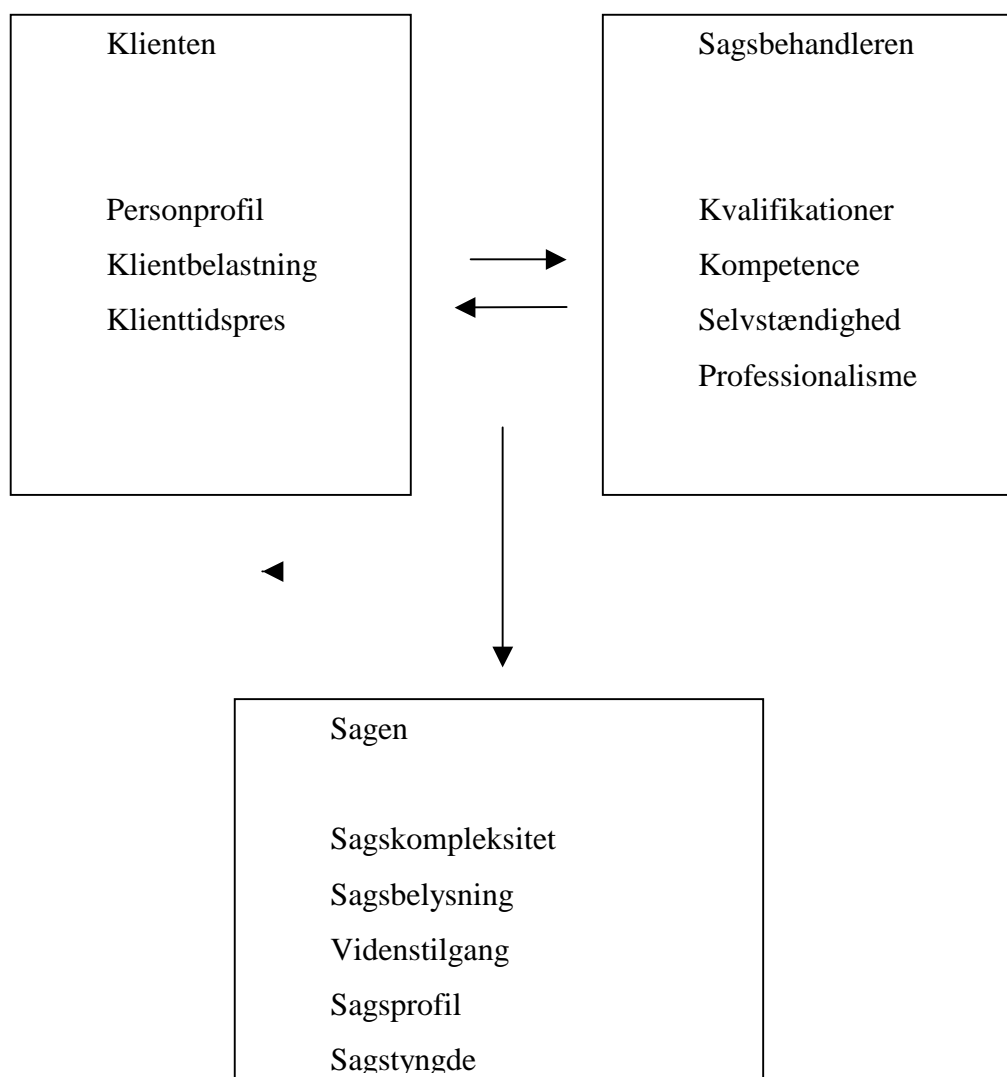 Klienten
Personprofil
Klientbelastning
Klienttidspres
Sagsbehandleren
Kvalifikationer
Kompetence
Selvstændighed
Professionalisme
Sagen
Sagskompleksitet
Sagsbelysning
Videnstilgang
Sagsprofil
Sagstyngde